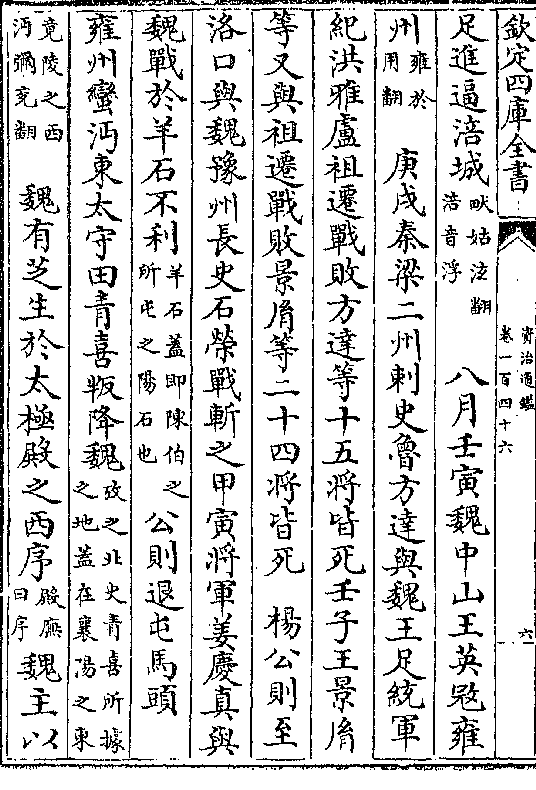 欽定四庫全書
資治通鑑
卷一百四十六
六
足進逼涪城畎姑泫翻浩音浮　八月壬寅魏中山王英冦雍
州雍於用翻　庚戌秦梁二州刺史魯方達與魏王足統軍
紀洪雅盧祖遷戰敗方達等十五将皆死壬子王景胤
等又與祖遷戰敗景胤等二十四将皆死　楊公則至
洛口與魏豫州長史石榮戰斬之甲寅将軍姜慶真與
魏戰於羊石不利羊石蓋即陳伯之所屯之陽石也　公則退屯馬頭
雍州蠻沔東太守田青喜叛降魏攷之北史青喜所據之地蓋在襄陽之東
竟陵之西沔彌兖翻　魏有芝生於太極殿之西序殿廡曰序魏主以